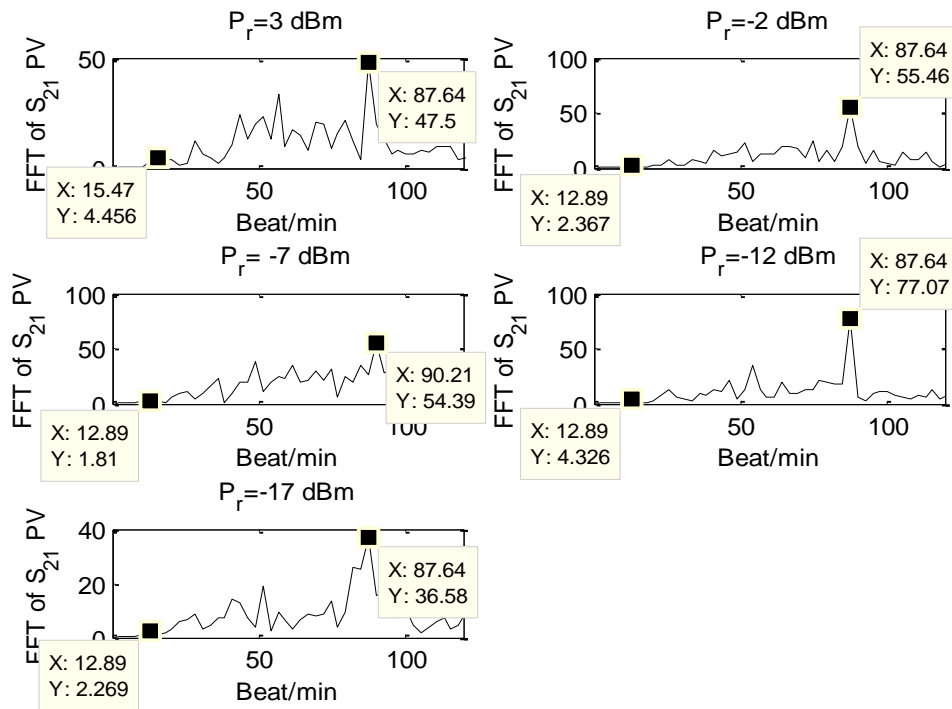 P_r=3 dBm
FFT of S_21 PV
50
0
X: 87.64
Y: 47.5
X: 15.47
Y: 4.456
50 100
Beat/min
P_r=-2 dBm
FFT of S_21 PV
100
50
0
X: 87.64
Y: 55.46
X: 12.89
Y: 2.367
50 100
Beat/min
P_r= -7 dBm
FFT of S_21 PV
100
50
0
X: 90.21
Y: 54.39
X: 12.89
Y: 1.81
50 100
Beat/min
P_r=-12 dBm
FFT of S_21 PV
100
50
0
X: 87.64
Y: 77.07
X: 12.89
Y: 4.326
50 100
Beat/min
P_r=-17 dBm
FFT of S_21 PV
40
20
0
X: 87.64
Y: 36.58
X: 12.89
Y: 2.269
50 100
Beat/min